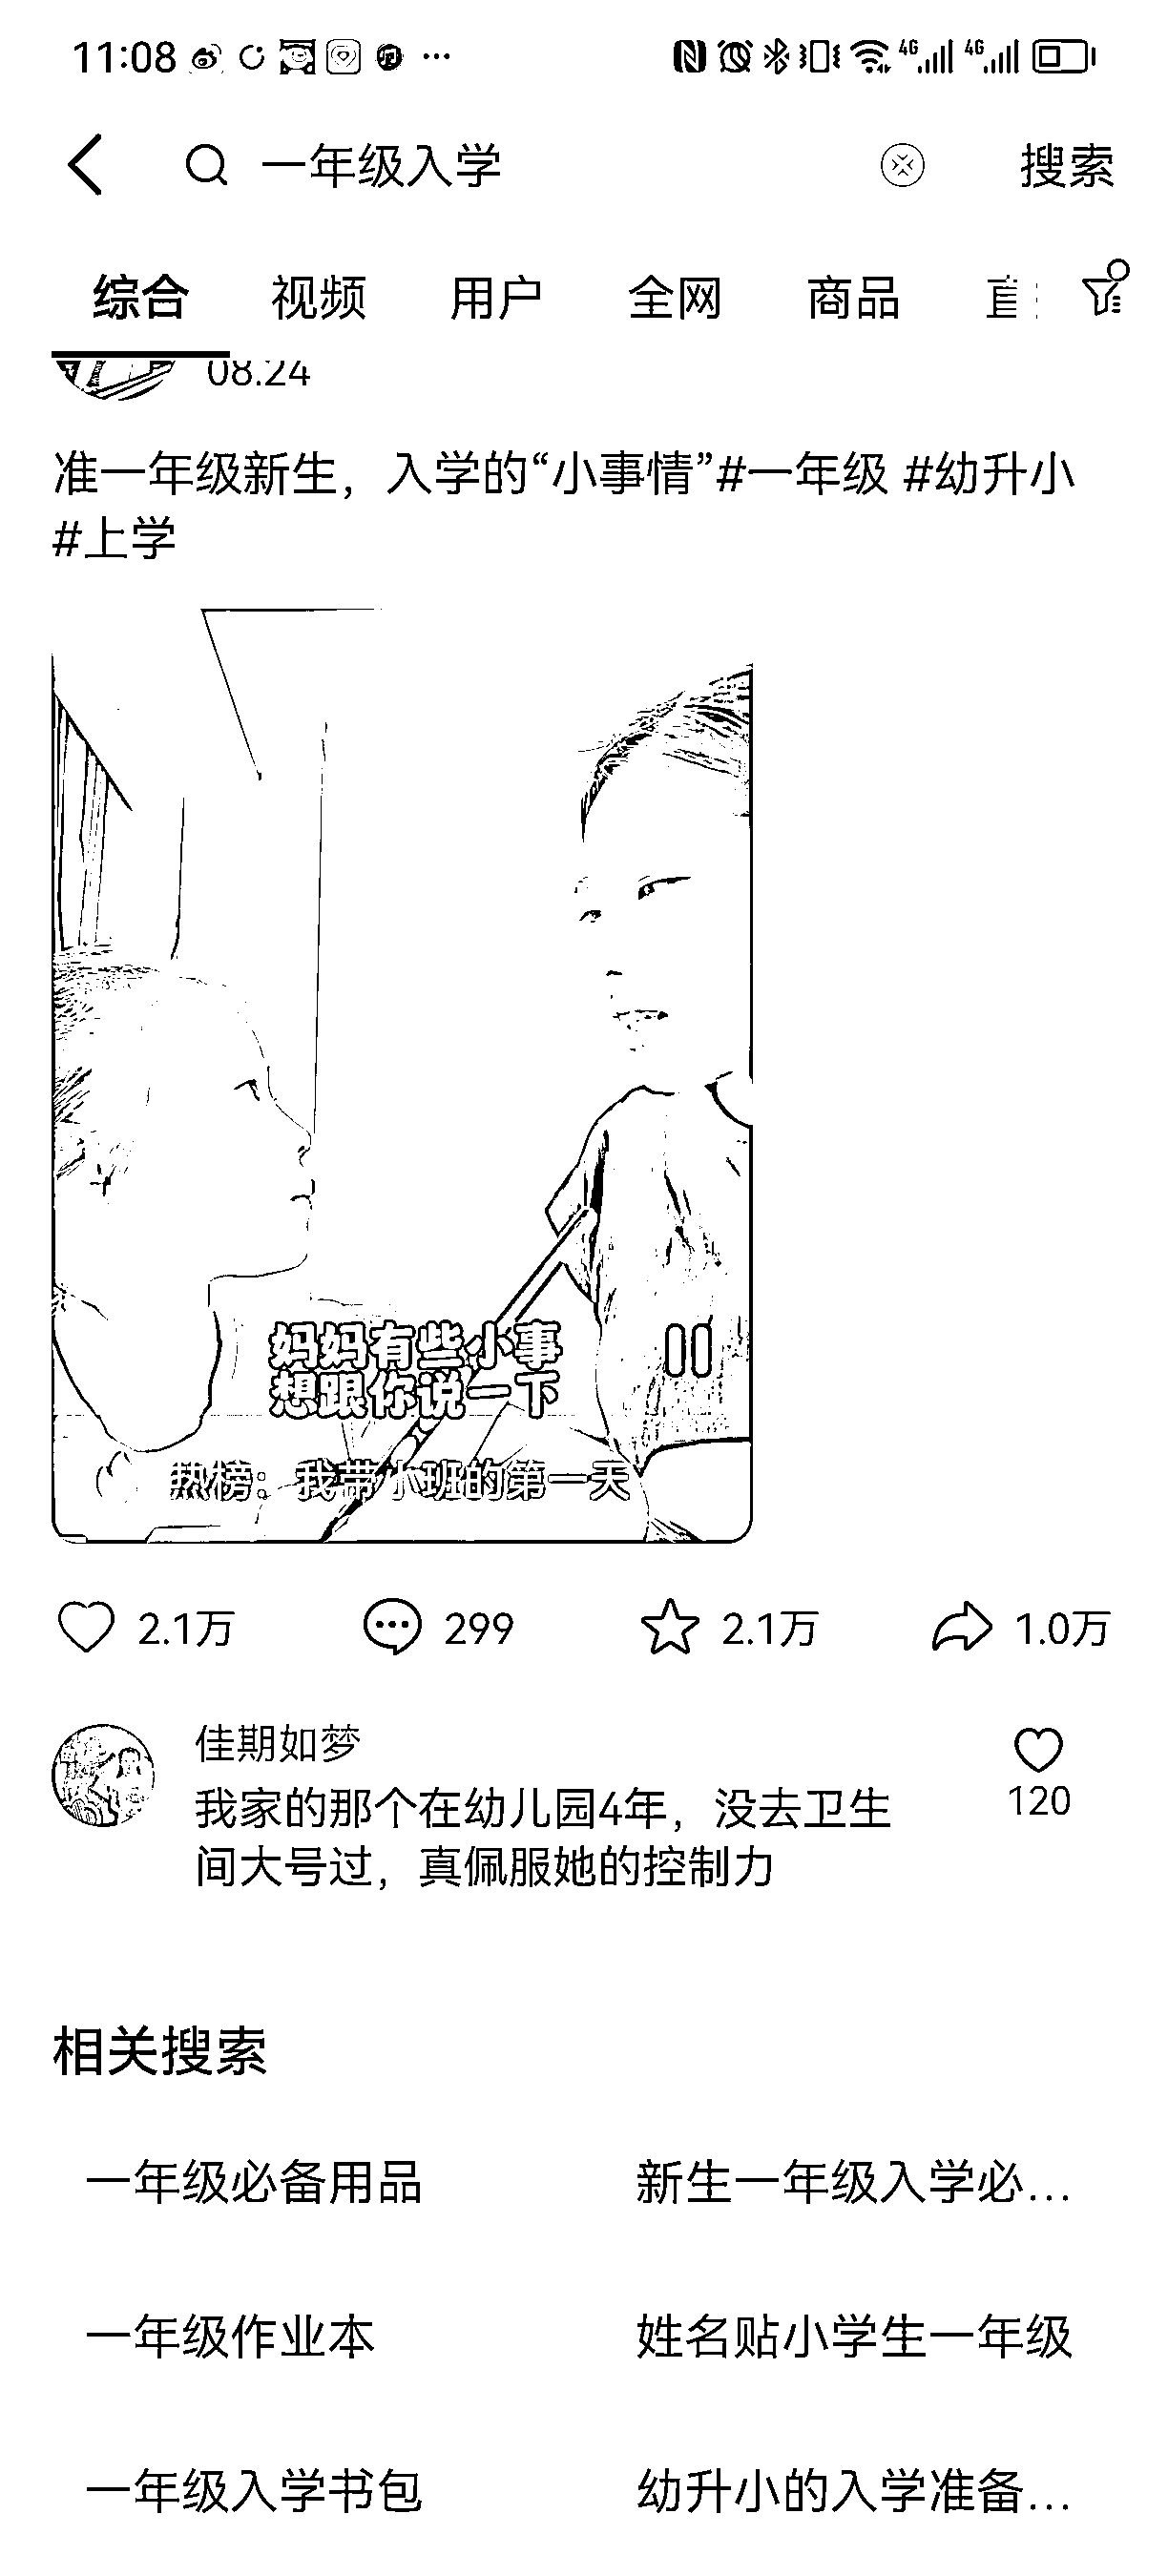 11:08
4G 4G
一年级入学
搜索
综合 视频 用户 全网 商品
08.24
准一年级新生，入学的“小事情”#一年级 #幼升小
#上学
妈妈有些小事
想跟你说一下
热榜：我带小班的第一天
2.1万 299 2.1万 1.0万
佳期如梦
我家的那个在幼儿园4年，没去卫生
间大号过，真佩服她的控制力
120
相关搜索
一年级必备用品 新生一年级入学必...
一年级作业本 姓名贴小学生一年级
一年级入学书包 幼升小的入学准备...